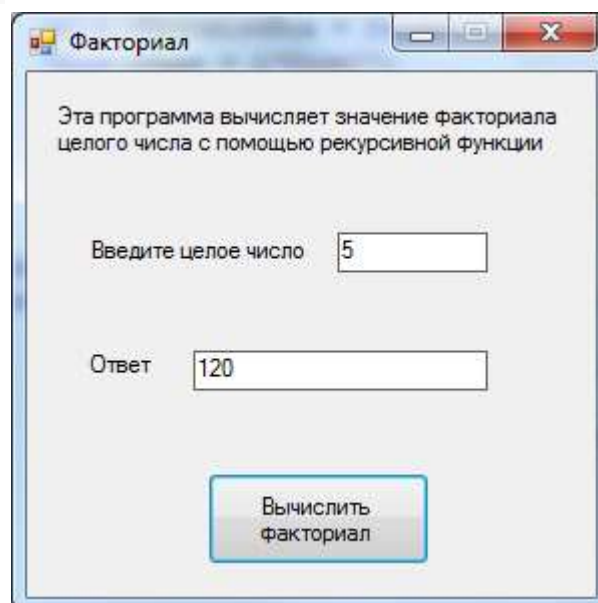 Факториал
Эта программа вычисляет значение факториала
целого числа с помощью рекурсивной функции
Введите целое число 5
Ответ 120
Вычислить
факториал